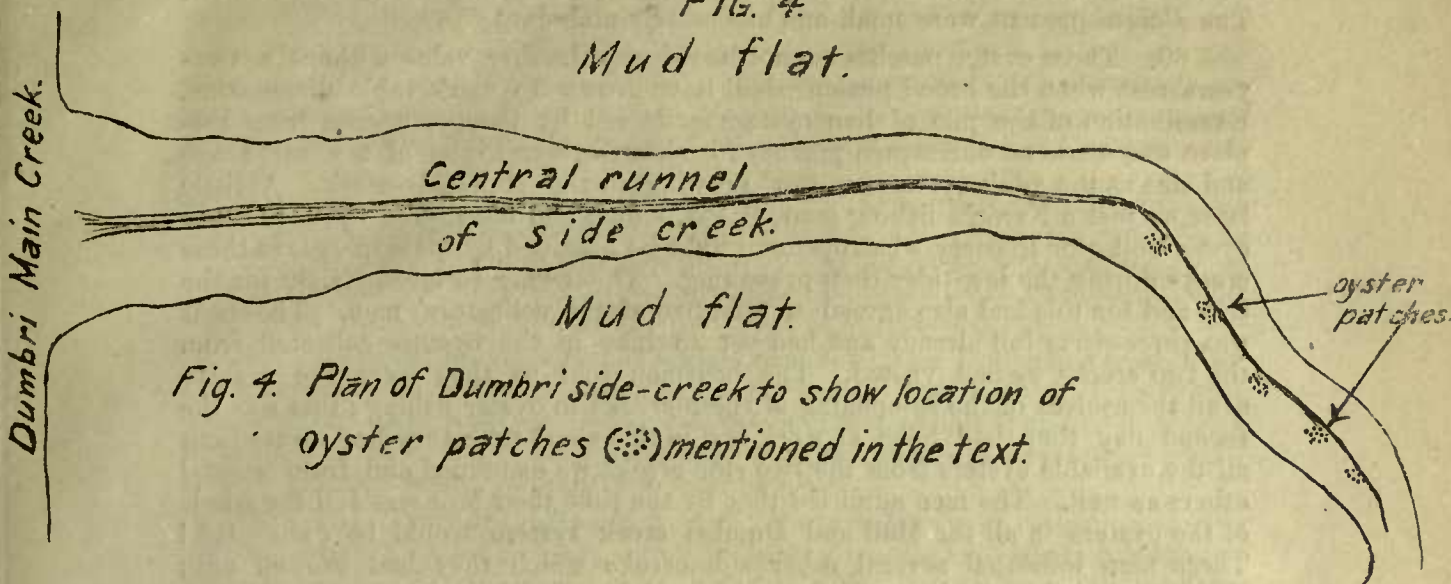 FIG. 4.
Mud flat.
Dumbri Main Creek.
Central runnel
of side creek.
oyster
patches.
Mud flat.
Fig. 4. Plan of Dumbri side-creek to show location of
oyster patches () mentioned in the text.